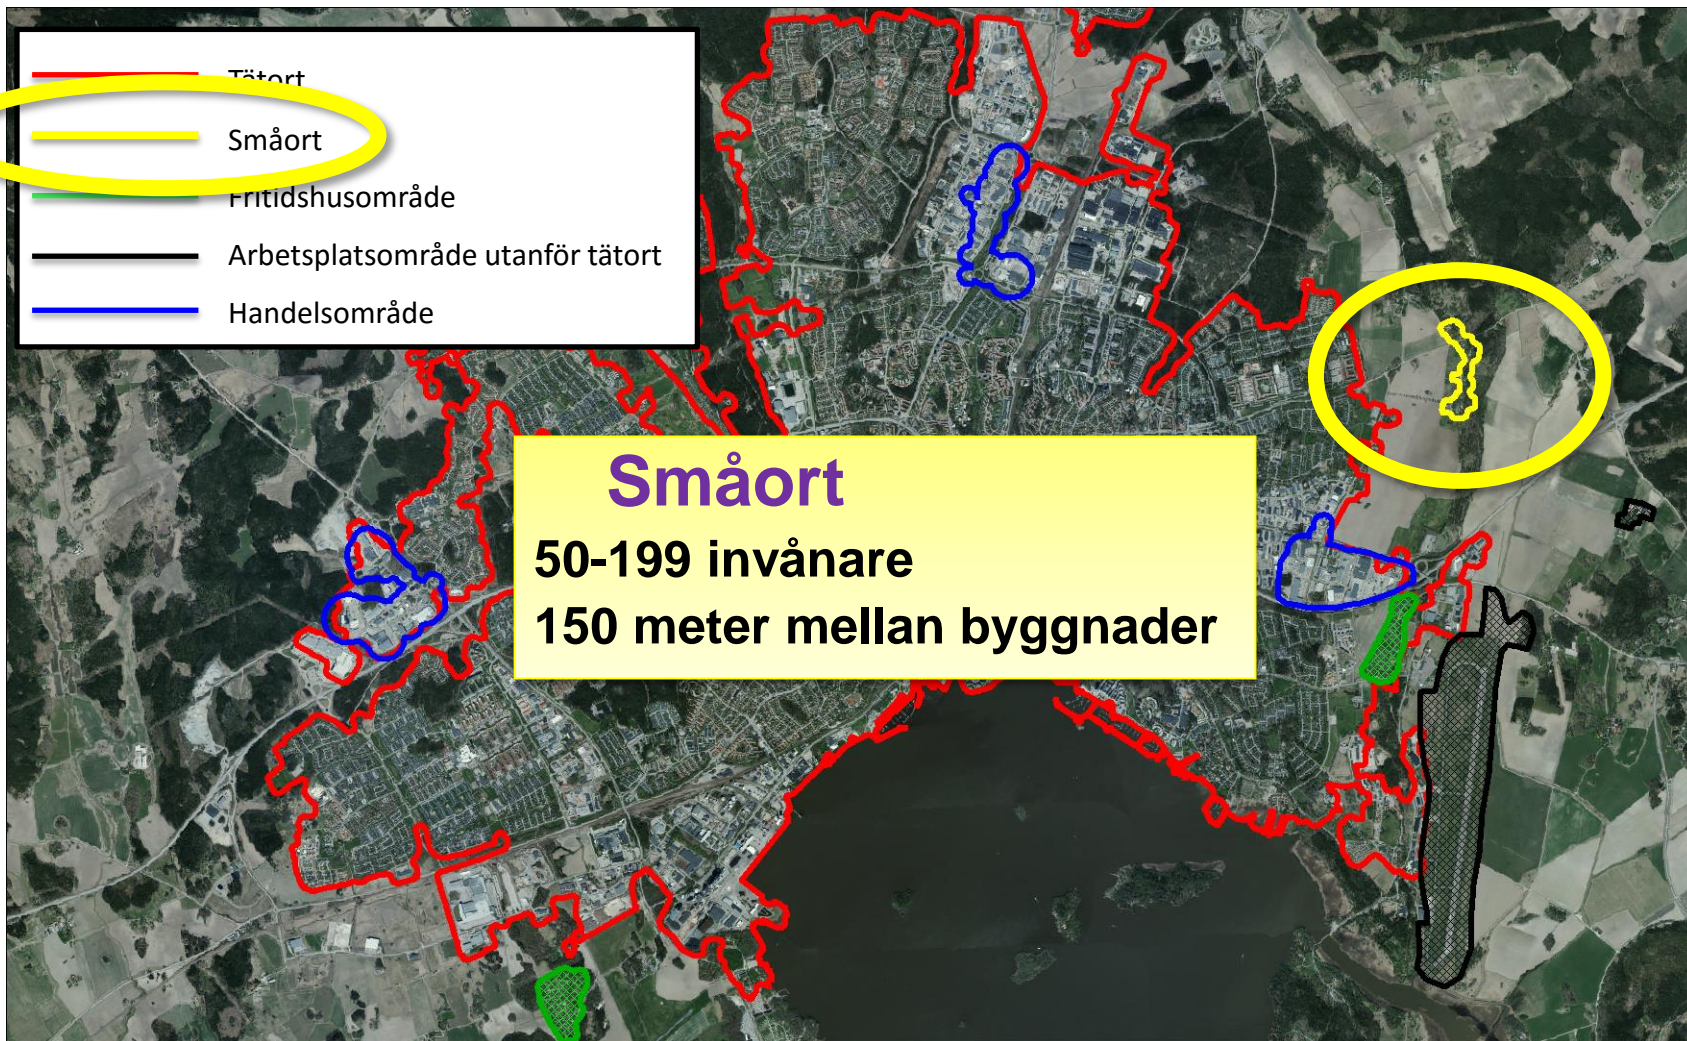 Tätort
Småort
Fritidshusområde
Arbetsplatsområde utanför tätort
Handelsområde
Småort
50-199 invånare
150 meter mellan byggnader